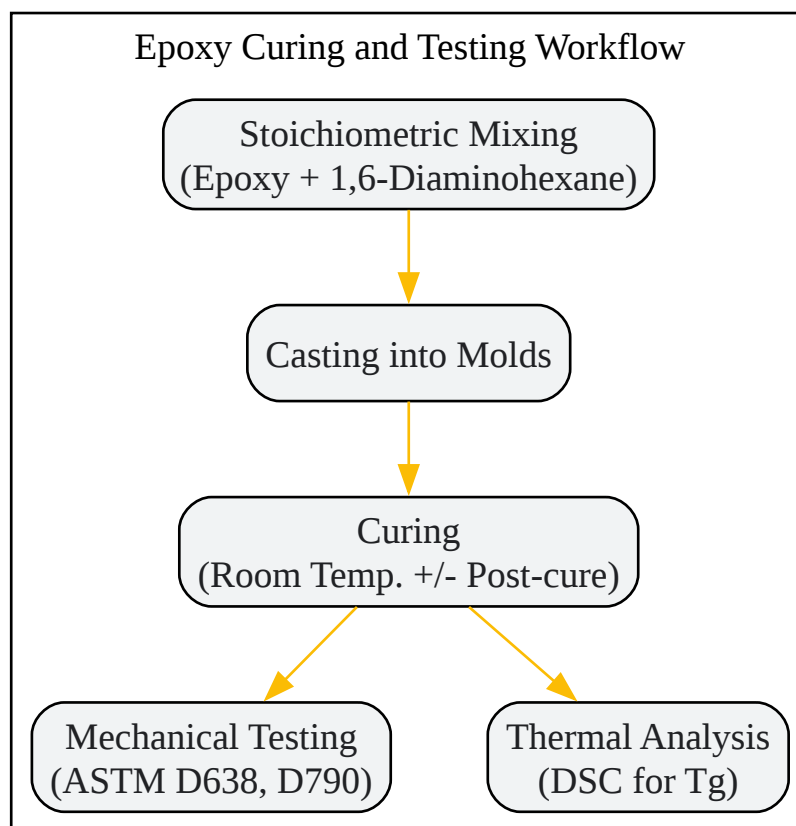 Epoxy Curing and Testing Workflow
Stoichiometric Mixing
(Epoxy + 1,6-Diaminohexane)
Casting into Molds
Curing
(Room Temp. +/- Post-cure)
Mechanical Testing
(ASTM D638, D790)
Thermal Analysis
(DSC for Tg)